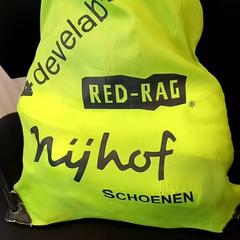 develab
RED-RAG®
Nijhof
SCHOENEN